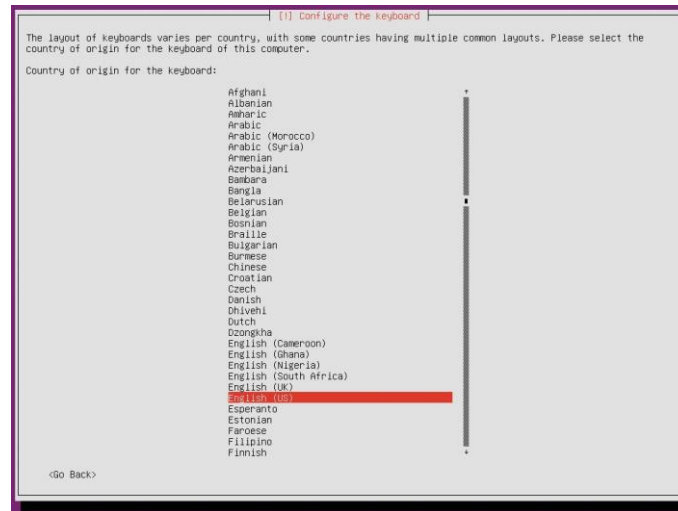 [!] Configure the keyboard
The layout of keyboards varies per country, with some countries having multiple common layouts. Please select the
country of origin for the keyboard of this computer.
Country of origin for the keyboard:
Afghani
Albanian
Amharic
Arabic
Arabic (Morocco)
Arabic (Syria)
Armenian
Azerbaijani
Bambara
Bangla
Belarusian
Belgian
Bosnian
Braille
Bulgarian
Burmese
Chinese
Croatian
Czech
Danish
Dhivehi
Dutch
Dzongkha
English (Cameroon)
English (Ghana)
English (Nigeria)
English (South Africa)
English (UK)
English (US)
Esperanto
Estonian
Faroese
Filipino
Finnish
<Go Back>